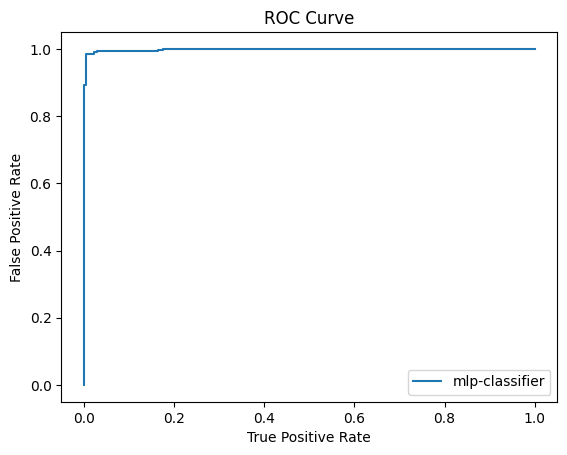 ROC Curve
1.0
0.8
0.6
0.4
0.2
0.0
False Positive Rate
mlp-classifier
0.0 0.2 0.4 0.6 0.8 1.0
True Positive Rate